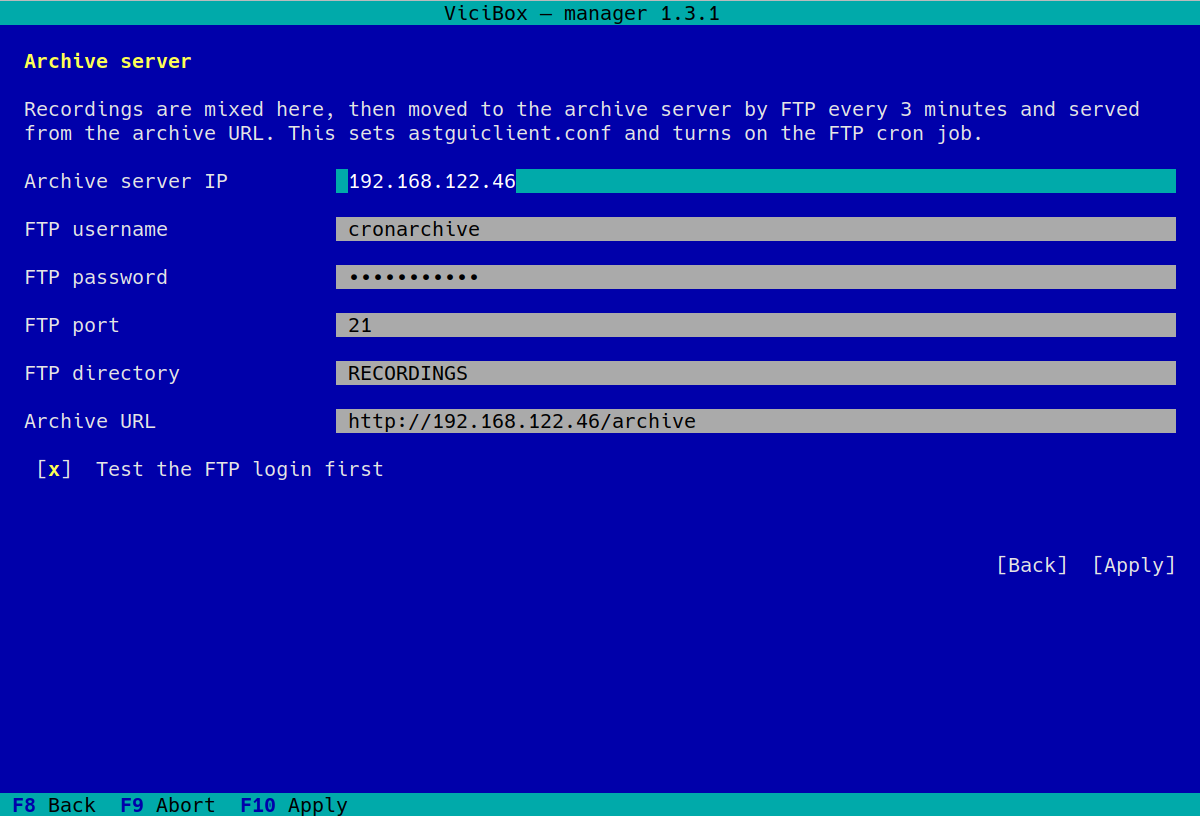 ViciBox — manager 1.3.1
Archive server
Recordings are mixed here, then moved to the archive server by FTP every 3 minutes and served
from the archive URL. This sets astguiclient.conf and turns on the FTP cron job.
Archive server IP 192.168.122.46
FTP username cronarchive
FTP password •••••••••••
FTP port 21
FTP directory RECORDINGS
Archive URL http://192.168.122.46/archive
[x] Test the FTP login first
[Back] [Apply]
F8 Back F9 Abort F10 Apply